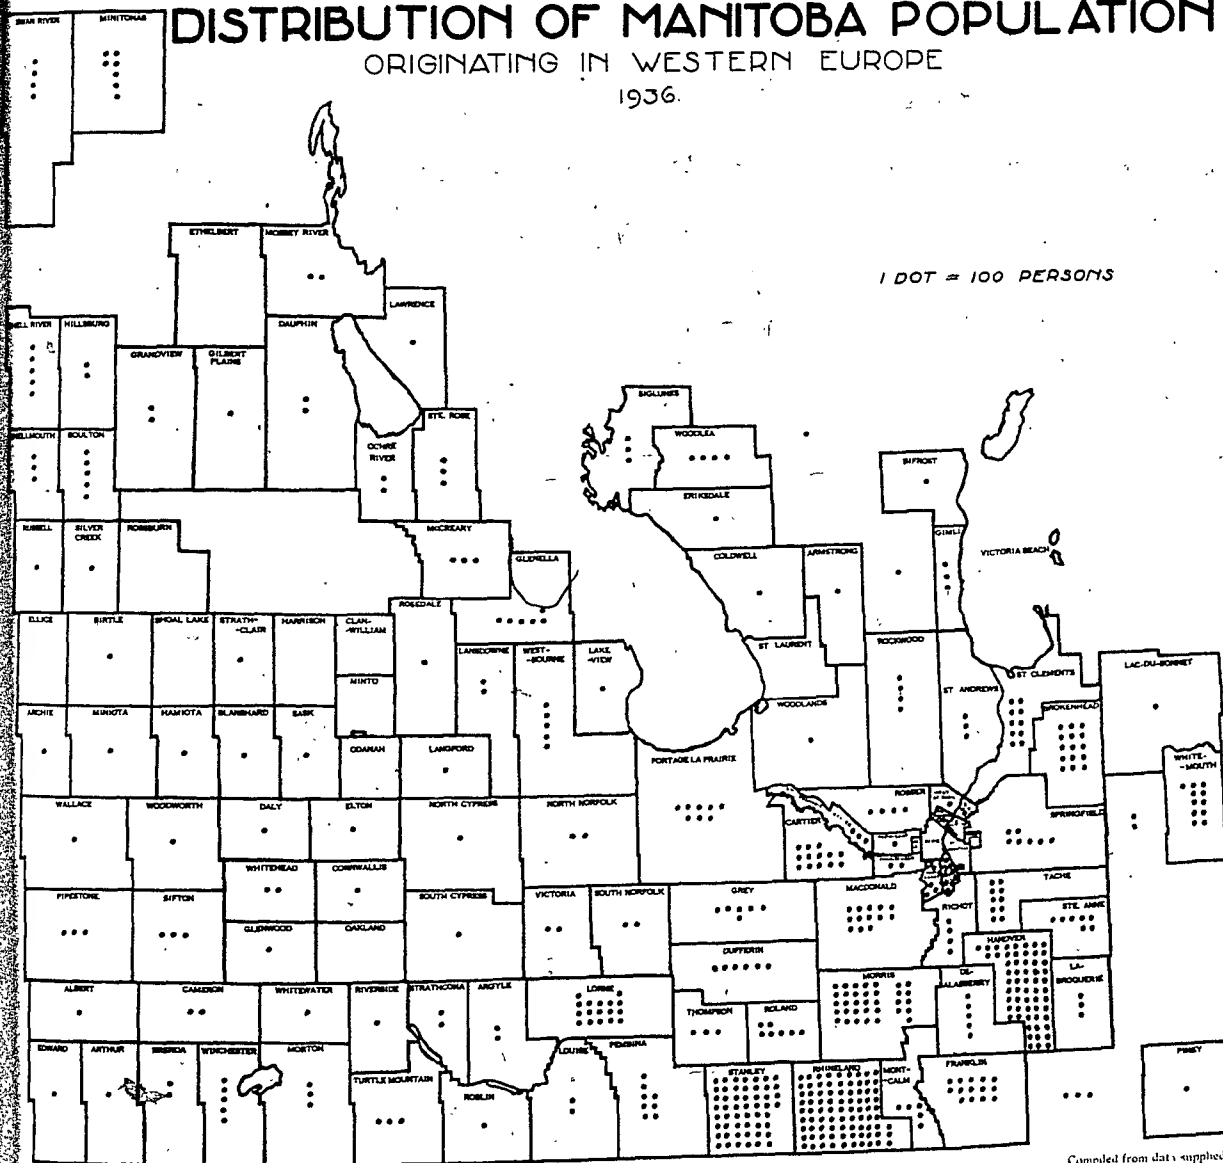 DISTRIBUTION OF MANITOBA POPULATION
ORIGINATING IN WESTERN EUROPE
1936.
1 DOT = 100 PERSONS
SWAN RIVER
MINITONAS
ETHELBERT
MOSSEY RIVER
LAWRENCE
HILLSBURG
DAUPHIN
GRANDVIEW
GILBERT
PLAINS
STE. ROSE
SIGLUNES
BOULTON
OCHRE
RIVER
WOODLEA
BIFROST
ERIKSDALE
RUSSELL
SILVER
CREEK
ROSSBURN
McCREARY
GIMLI
VICTORIA BEACH
GLENELLA
COLDWELL
ARMSTRONG
ROSEDALE
ELLICE
BIRTLE
SHOAL LAKE
STRATH-
-CLAIR
HARRISON
CLAN-
-WILLIAM
LANSDOWNE
WEST-
-BOURNE
LAKE
-VIEW
ST LAURENT
ROCKWOOD
ST CLEMENTS
LAC-DU-BONNET
MINTO
ST ANDREWS
ARCHIE
MINIOTA
HAMIOTA
BLANSHARD
SASK
WOODLANDS
BROKENHEAD
ODANAH
LANGFORD
PORTAGE LA PRAIRIE
WHITE-
-MOUTH
WALLACE
WOODWORTH
DALY
ELTON
NORTH CYPRESS
NORTH NORFOLK
ROSSER
CARTIER
SPRINGFIELD
WHITEHEAD
CORNWALLIS
PIPESTONE
SIFTON
SOUTH CYPRESS
VICTORIA
SOUTH NORFOLK
GREY
MACDONALD
TACHE
RICHOT
STE. ANNE
GLENWOOD
OAKLAND
DUFFERIN
HANOVER
ALBERT
CAMERON
WHITEWATER
RIVERSIDE
STRATHCONA
ARGYLE
LORNE
MORRIS
DE-
SALABERRY
LA-
BROQUERIE
THOMPSON
ROLAND
EDWARD
ARTHUR
BRENDA
WINCHESTER
MORTON
TURTLE MOUNTAIN
ROBLIN
LOUISE
PEMBINA
STANLEY
RHINELAND
MONT-
-CALM
FRANKLIN
PINEY
Compiled from data supplied